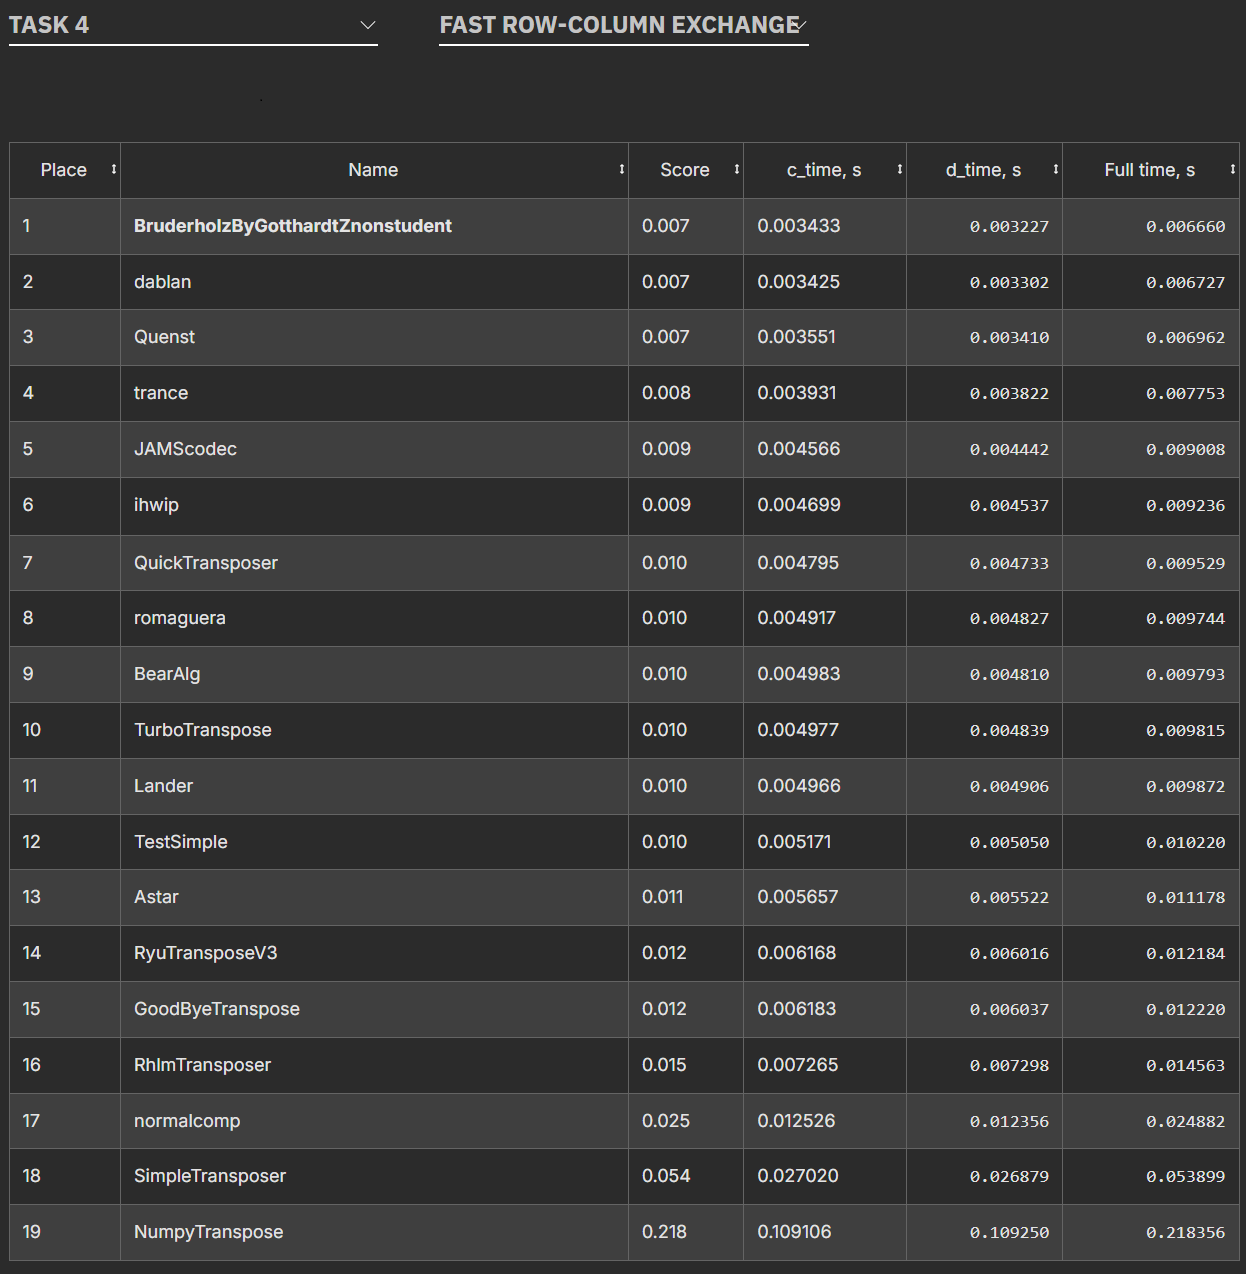 TASK 4 FAST ROW-COLUMN EXCHANGE
Place Name Score c_time, s d_time, s Full time, s
1 BruderholzByGotthardtZnonstudent 0.007 0.003433 0.003227 0.006660
2 dablan 0.007 0.003425 0.003302 0.006727
3 Quenst 0.007 0.003551 0.003410 0.006962
4 trance 0.008 0.003931 0.003822 0.007753
5 JAMScodec 0.009 0.004566 0.004442 0.009008
6 ihwip 0.009 0.004699 0.004537 0.009236
7 QuickTransposer 0.010 0.004795 0.004733 0.009529
8 romaguera 0.010 0.004917 0.004827 0.009744
9 BearAlg 0.010 0.004983 0.004810 0.009793
10 TurboTranspose 0.010 0.004977 0.004839 0.009815
11 Lander 0.010 0.004966 0.004906 0.009872
12 TestSimple 0.010 0.005171 0.005050 0.010220
13 Astar 0.011 0.005657 0.005522 0.011178
14 RyuTransposeV3 0.012 0.006168 0.006016 0.012184
15 GoodByeTranspose 0.012 0.006183 0.006037 0.012220
16 RhlmTransposer 0.015 0.007265 0.007298 0.014563
17 normalcomp 0.025 0.012526 0.012356 0.024882
18 SimpleTransposer 0.054 0.027020 0.026879 0.053899
19 NumpyTranspose 0.218 0.109106 0.109250 0.218356